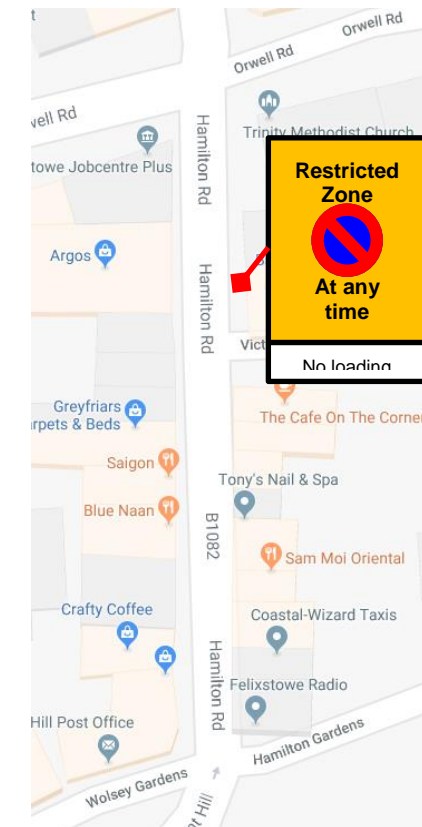 t
Orwell Rd
Orwell Rd
well Rd
Trinity Methodist Church
towe Jobcentre Plus
Hamilton Rd
Restricted
Zone
Argos
At any
time
Hamilton Rd
Vict
No loading
Greyfriars
rpets & Beds
The Cafe On The Corner
Saigon
Tony's Nail & Spa
Blue Naan
B1082
Sam Moi Oriental
Crafty Coffee
Coastal-Wizard Taxis
Hamilton Rd
Felixstowe Radio
Hill Post Office
Hamilton Gardens
Wolsey Gardens
nt Hill